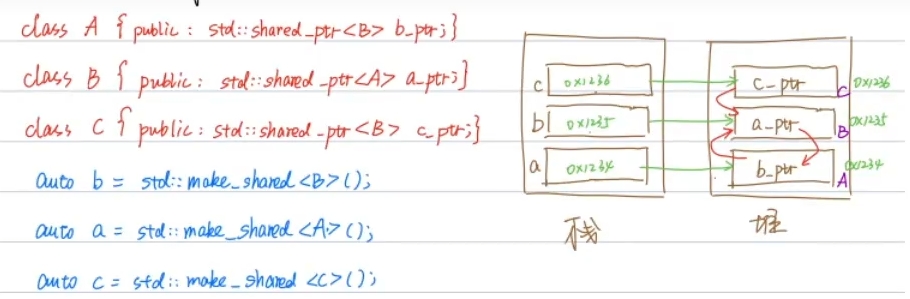 class A { public : std::shared_ptr<B> b_ptr;}
class B { public : std::shared_ptr<A> a_ptr;}
class C { public : std::shared_ptr<B> c_ptr;}
auto b = std::make_shared<B>();
auto a = std::make_shared<A>();
auto c = std::make_shared<C>();
c 0x1236 c_ptr C 0x1236
b 0x1235 a_ptr B 0x1235
a 0x1234 b_ptr A 0x1234
栈 堆